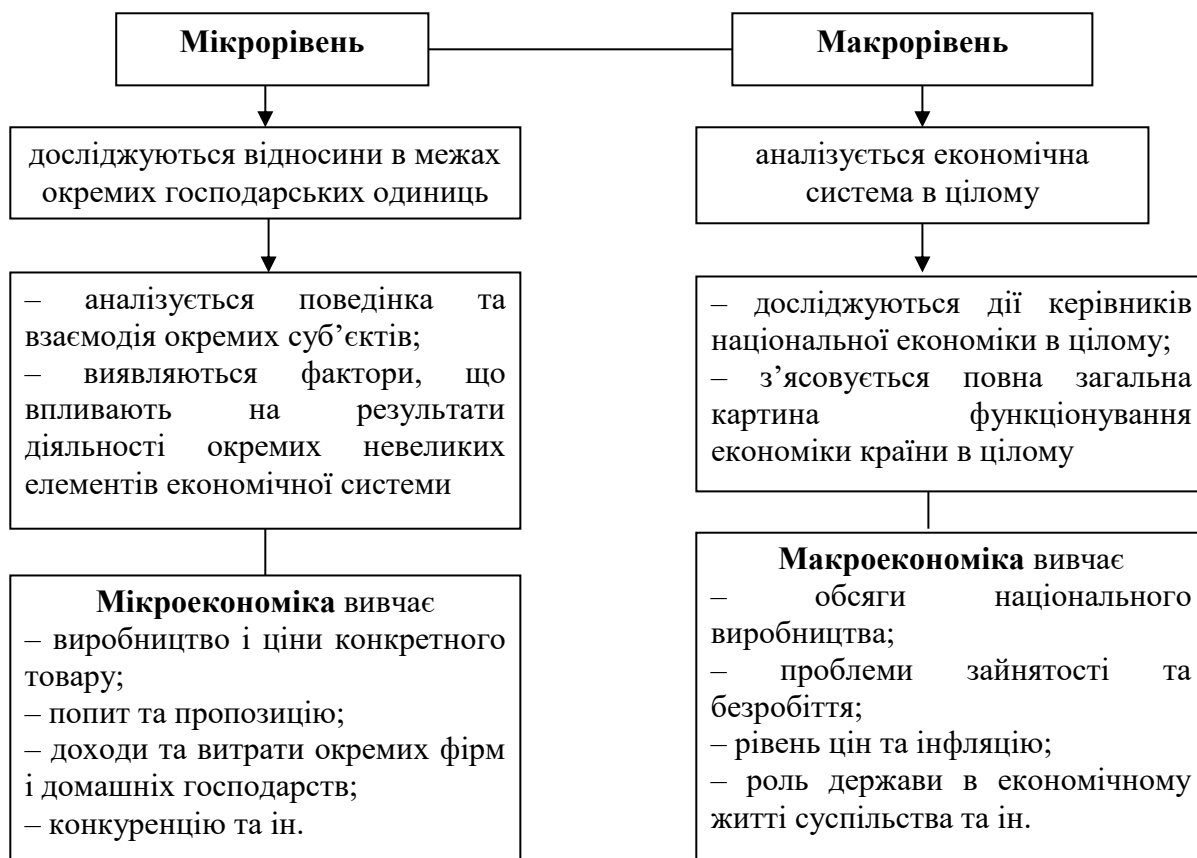 Мікрорівень
Макрорівень
досліджуються відносини в межах
окремих господарських одиниць
аналізується економічна
система в цілому
– аналізується поведінка та
взаємодія окремих суб’єктів;
– виявляються фактори, що
впливають на результати
діяльності окремих невеликих
елементів економічної системи
– досліджуються дії керівників
національної економіки в цілому;
– з’ясовується повна загальна
картина функціонування
економіки країни в цілому
Мікроекономіка вивчає
– виробництво і ціни конкретного
товару;
– попит та пропозицію;
– доходи та витрати окремих фірм
і домашніх господарств;
– конкуренцію та ін.
Макроекономіка вивчає
– обсяги національного
виробництва;
– проблеми зайнятості та
безробіття;
– рівень цін та інфляцію;
– роль держави в економічному
житті суспільства та ін.